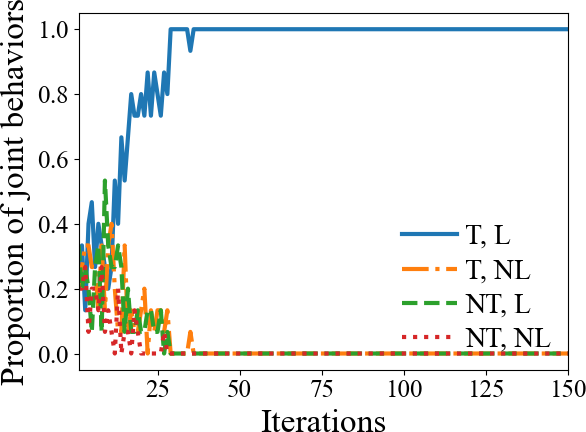 Proportion of joint behaviors
1.0
0.8
0.6
0.4
0.2
0.0
T, L
T, NL
NT, L
NT, NL
25 50 75 100 125 150
Iterations